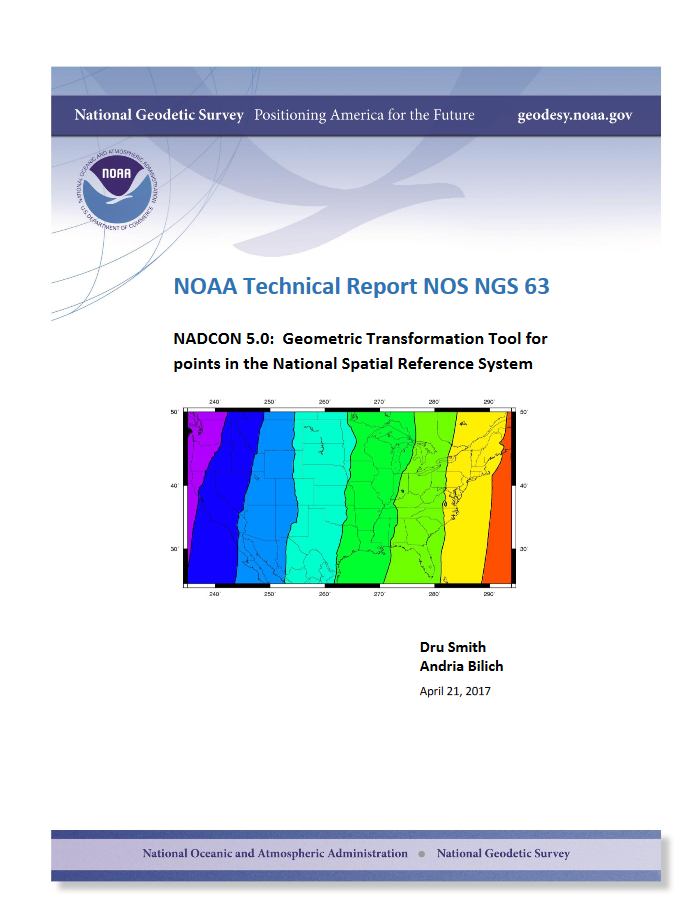 National Geodetic Survey Positioning America for the Future geodesy.noaa.gov
NATIONAL OCEANIC AND ATMOSPHERIC ADMINISTRATION
NOAA
U.S. DEPARTMENT OF COMMERCE
NOAA Technical Report NOS NGS 63
NADCON 5.0: Geometric Transformation Tool for
points in the National Spatial Reference System
240˚ 250˚ 260˚ 270˚ 280˚ 290˚
50˚ 50˚
40˚ 40˚
30˚ 30˚
240˚ 250˚ 260˚ 270˚ 280˚ 290˚
Dru Smith
Andria Bilich
April 21, 2017
National Oceanic and Atmospheric Administration ● National Geodetic Survey